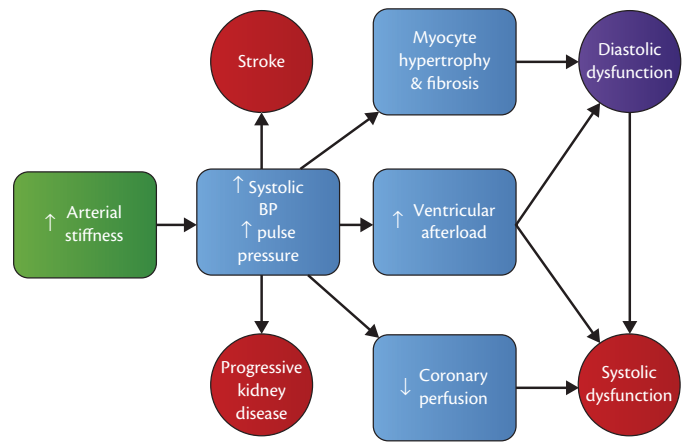 Stroke
Myocyte
hypertrophy
& fibrosis
Diastolic
dysfunction
↑ Arterial
stiffness
↑ Systolic
BP
↑ pulse
pressure
↑ Ventricular
afterload
Progressive
kidney
disease
↓ Coronary
perfusion
Systolic
dysfunction